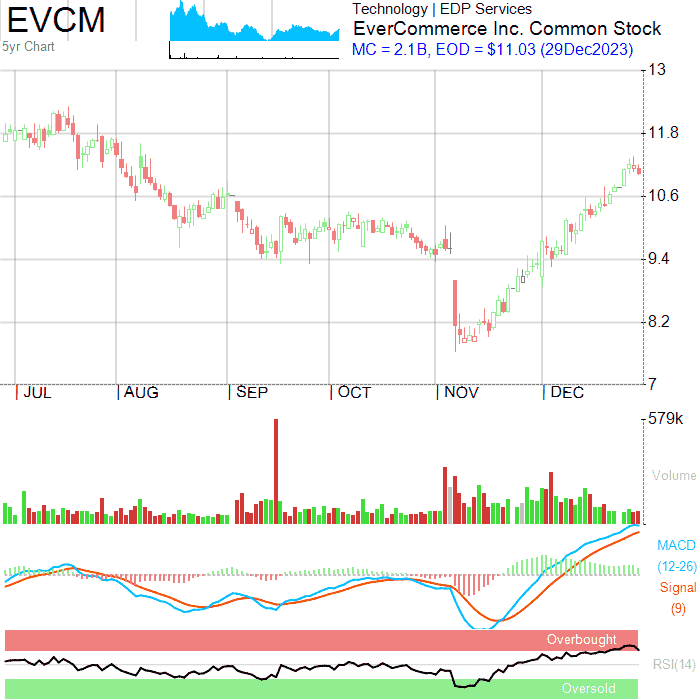 EVCM
5yr Chart
Technology | EDP Services
EverCommerce Inc. Common Stock
MC = 2.1B, EOD = $11.03 (29Dec2023)
13
11.8
10.6
9.4
8.2
7
JUL
AUG
SEP
OCT
NOV
DEC
579k
Volume
MACD
(12-26)
Signal
(9)
Overbought
RSI(14)
Oversold